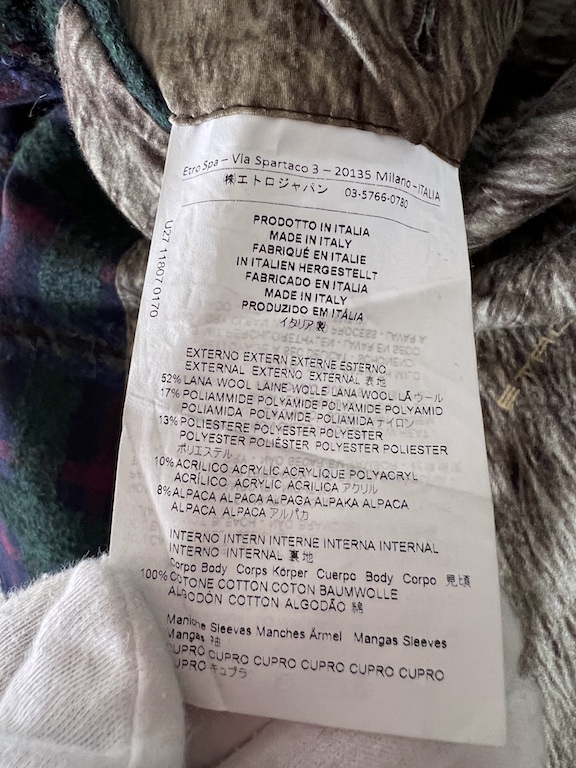 Etro Spa – Via Spartaco 3 – 20135 Milano -ITALIA
㈱エトロジャパン 03-5766-0780
U27 11807 0170
PRODOTTO IN ITALIA
MADE IN ITALY
FABRIQUÉ EN ITALIE
IN ITALIEN HERGESTELLT
FABRICADO EN ITALIA
MADE IN ITALY
PRODUZIDO EM ITÁLIA
イタリア製
EXTERNO EXTERN EXTERNE ESTERNO
EXTERNAL EXTERNO EXTERNAL 表地
52% LANA WOOL LAINE WOLLE LANA WOOL LÃ ウール
17% POLIAMMIDE POLYAMIDE POLYAMIDE POLYAMID
POLIAMIDA POLYAMIDE POLIAMIDA ナイロン
13% POLIESTERE POLYESTER POLYESTER
POLYESTER POLIÉSTER POLYESTER POLIESTER
ポリエステル
10% ACRILICO ACRYLIC ACRYLIQUE POLYACRYL
ACRÍLICO ACRYLIC ACRILICA アクリル
8% ALPACA ALPACA ALPAGA ALPAKA ALPACA
ALPACA ALPACA アルパカ
INTERNO INTERN INTERNE INTERNA INTERNAL
INTERNO INTERNAL 裏地
Corpo Body Corps Körper Cuerpo Body Corpo 見頃
100% COTONE COTTON COTON BAUMWOLLE
ALGODÓN COTTON ALGODÃO 綿
Maniche Sleeves Manches Ärmel Mangas Sleeves
Mangas 袖
CUPRO CUPRO CUPRO CUPRO CUPRO CUPRO
CUPRO キュプラ